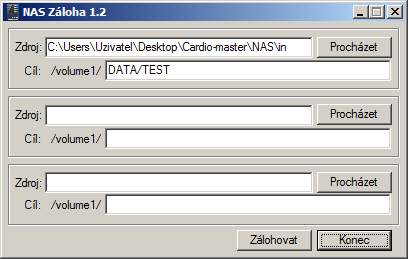 NAS Záloha 1.2
Zdroj: C:\Users\Uzivatel\Desktop\Cardio-master\NAS\in Procházet
Cíl: /volume1/ DATA/TEST
Zdroj: Procházet
Cíl: /volume1/
Zdroj: Procházet
Cíl: /volume1/
Zálohovat Konec